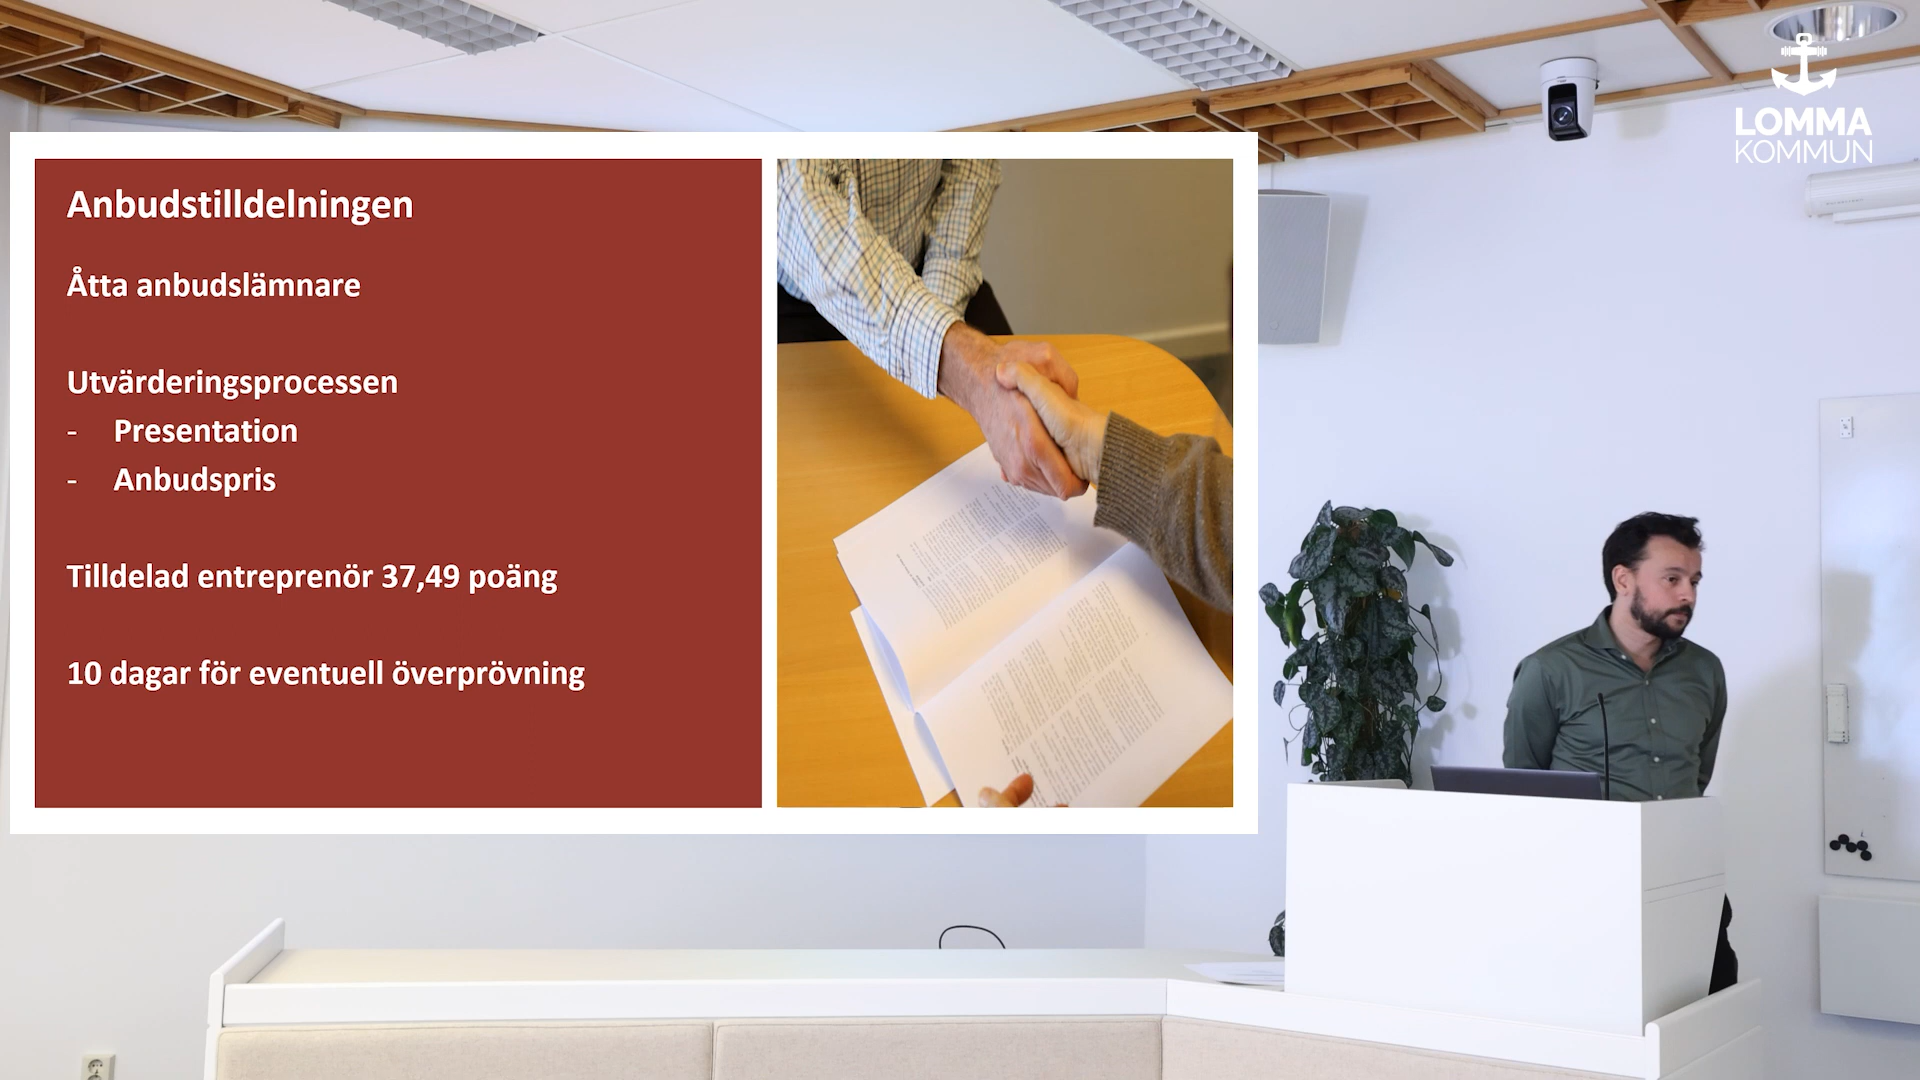 Anbudstilldelningen
Åtta anbudslämnare
Utvärderingsprocessen
- Presentation
- Anbudspris
Tilldelad entreprenör 37,49 poäng
10 dagar för eventuell överprövning
LOMMA
KOMMUN